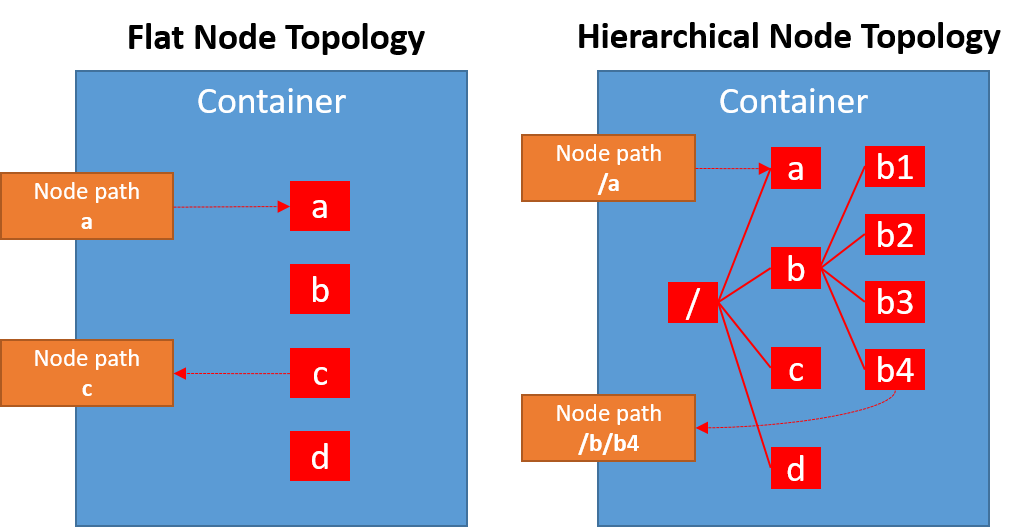 Flat Node Topology
Container
Node path
a
a
b
Node path
c
c
d
Hierarchical Node Topology
Container
Node path
/a
a
b1
b2
b
/
b3
c
b4
Node path
/b/b4
d